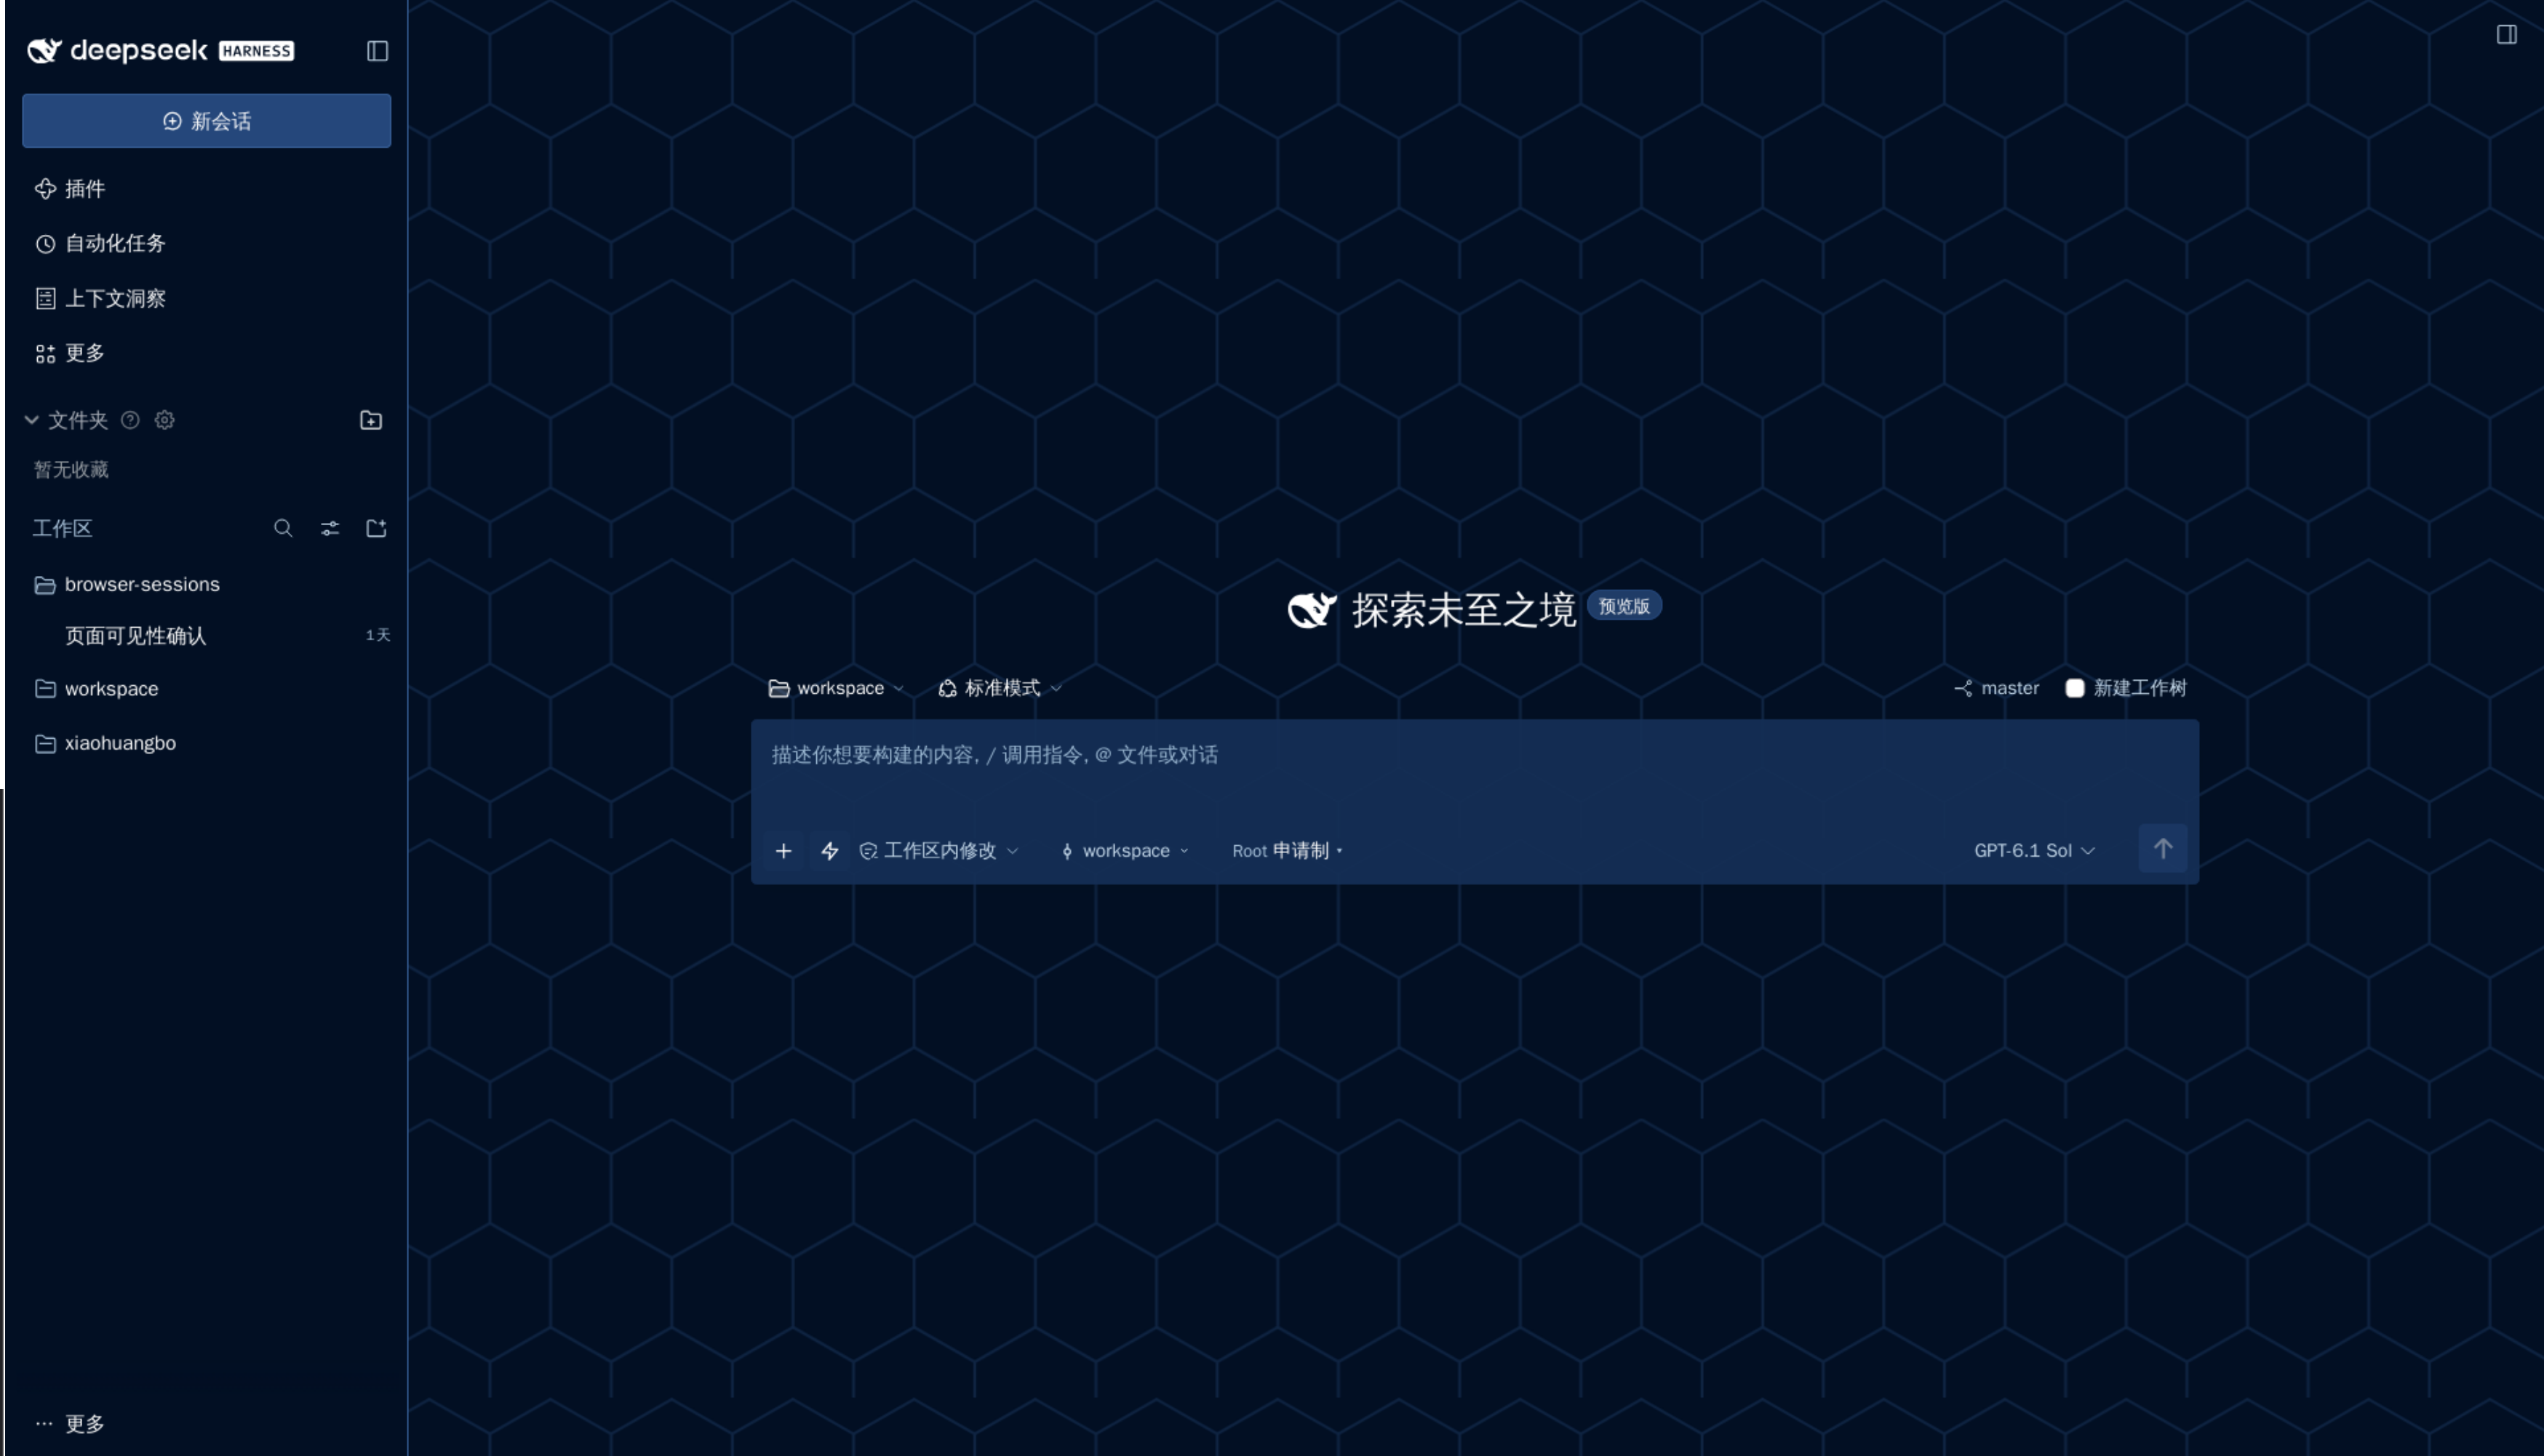 deepseek HARNESS
新会话
插件
自动化任务
上下文洞察
更多
文件夹
暂无收藏
工作区
browser-sessions
页面可见性确认 1天
workspace
xiaohuangbo
更多
探索未至之境 预览版
workspace 标准模式 master 新建工作树
描述你想要构建的内容, / 调用指令, @ 文件或对话
工作区内修改 workspace Root 申请制 GPT-6.1 Sol